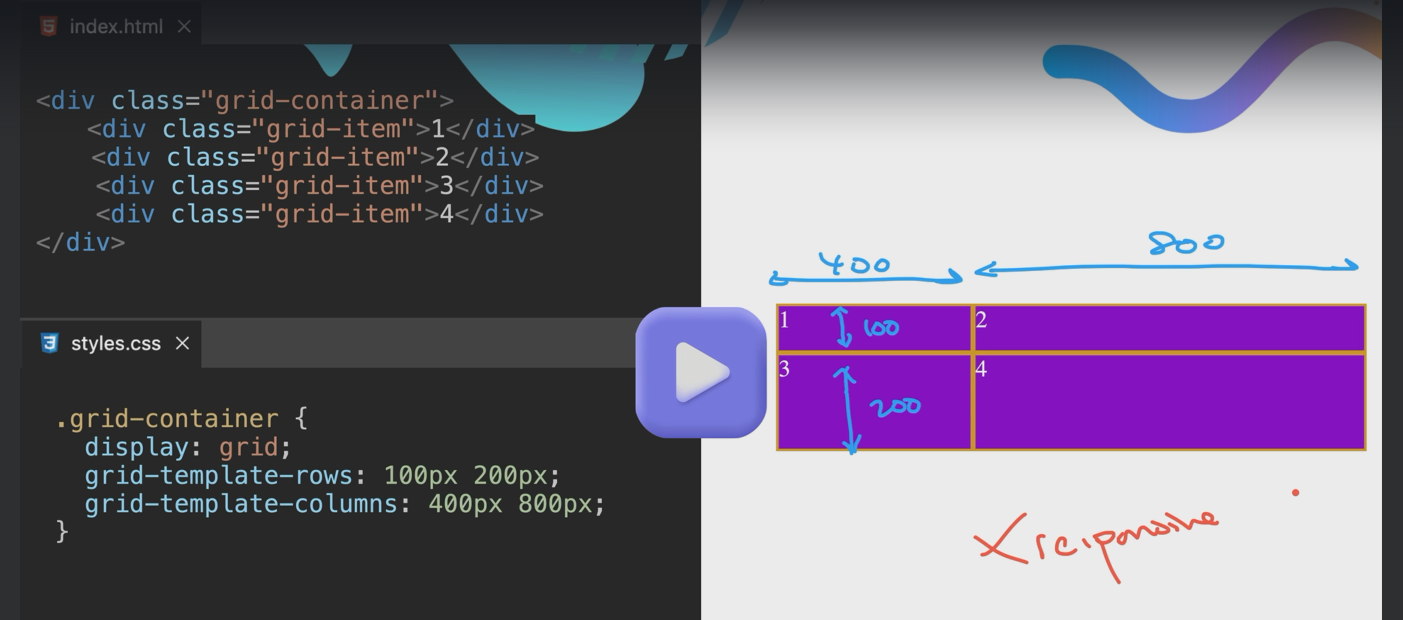 index.html
<div class="grid-container">
<div class="grid-item">1</div>
<div class="grid-item">2</div>
<div class="grid-item">3</div>
<div class="grid-item">4</div>
</div>
styles.css
.grid-container {
display: grid;
grid-template-rows: 100px 200px;
grid-template-columns: 400px 800px;
}
400 800
1 100 2
3 200 4
X responsive